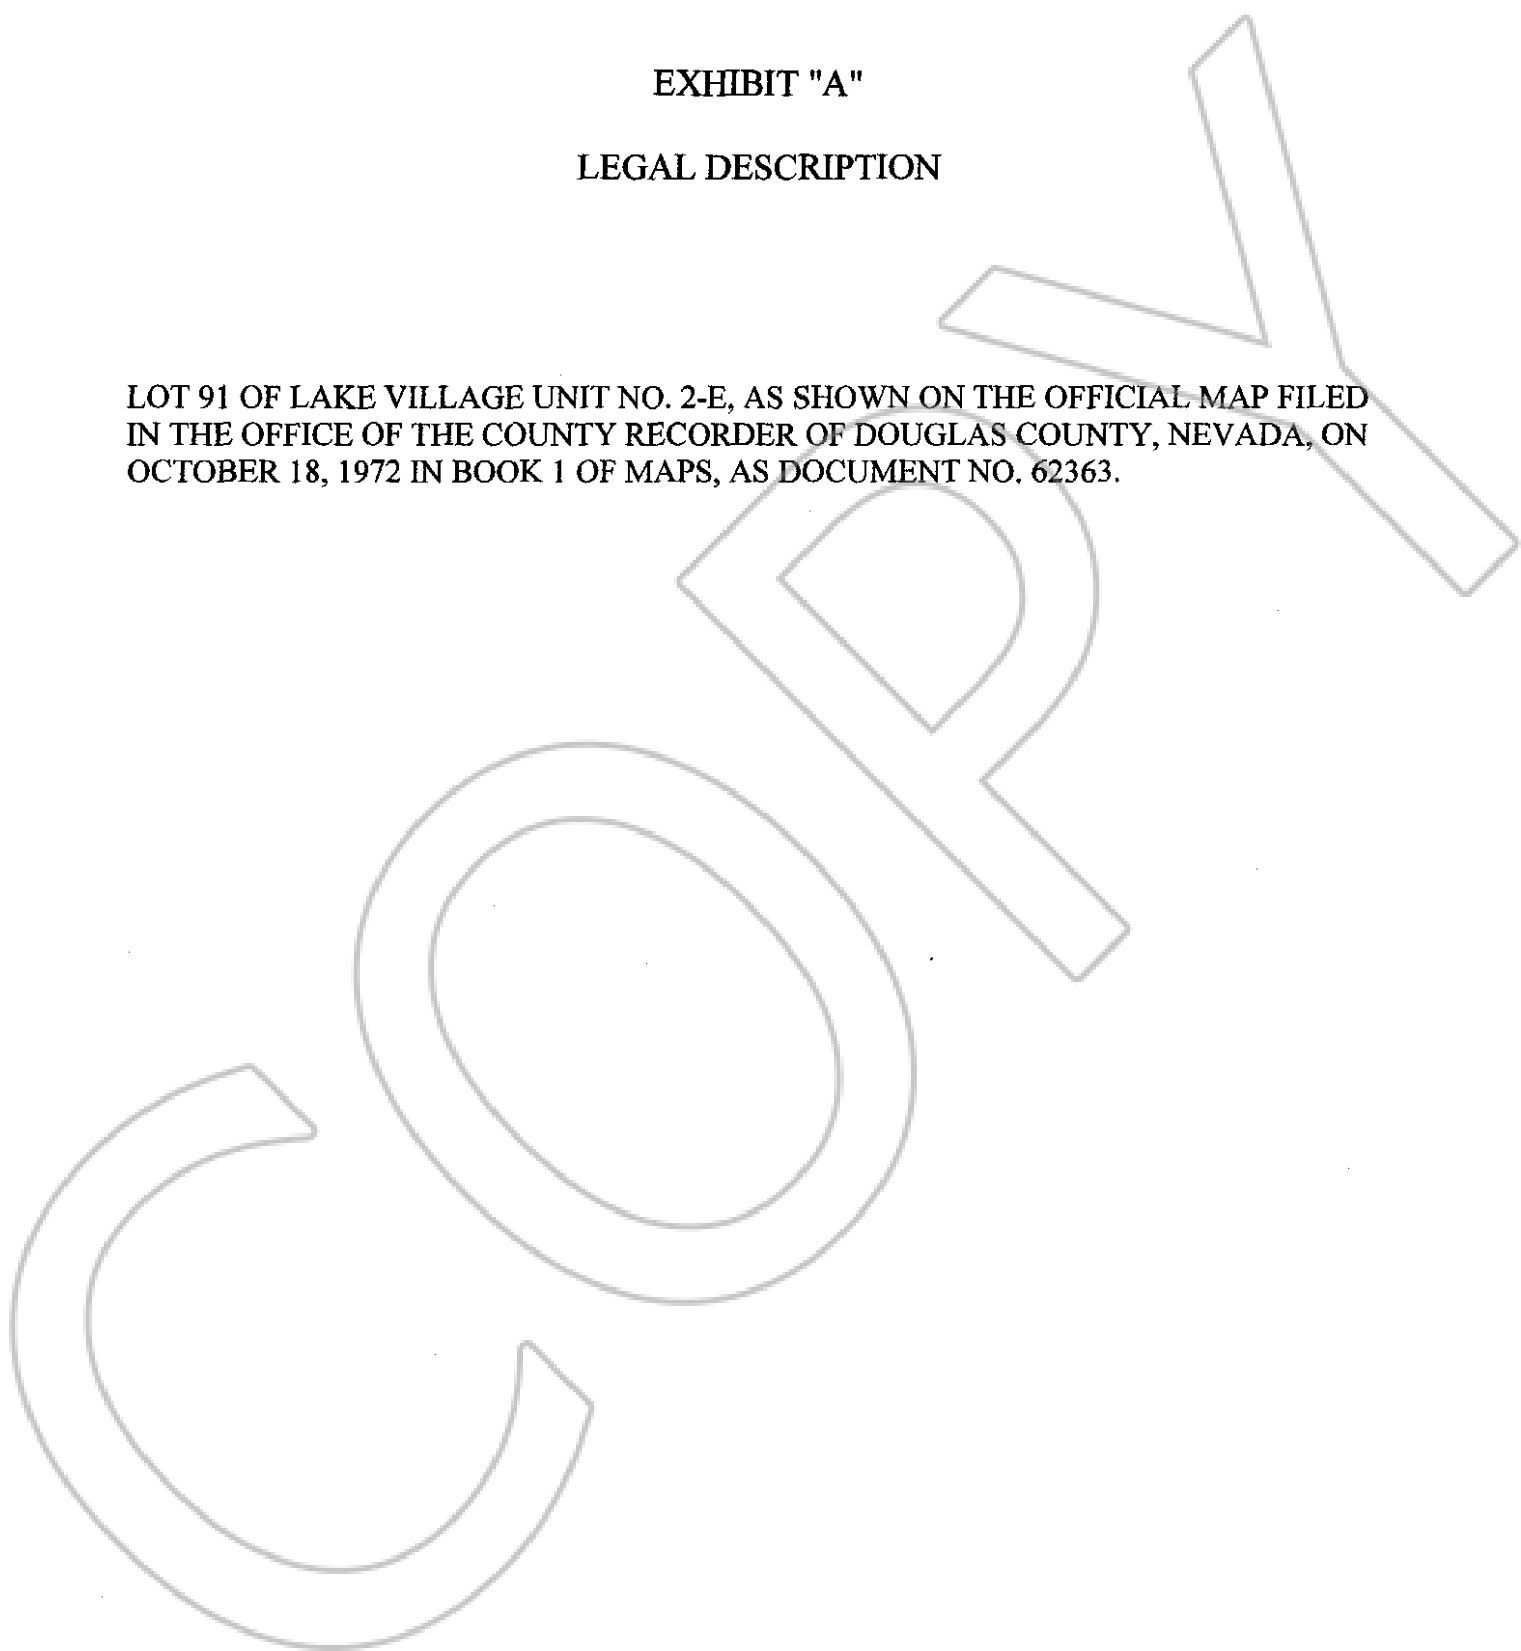 EXHIBIT "A"
LEGAL DESCRIPTION
LOT 91 OF LAKE VILLAGE UNIT NO. 2-E, AS SHOWN ON THE OFFICIAL MAP FILED
IN THE OFFICE OF THE COUNTY RECORDER OF DOUGLAS COUNTY, NEVADA, ON
OCTOBER 18, 1972 IN BOOK 1 OF MAPS, AS DOCUMENT NO. 62363.
COPY